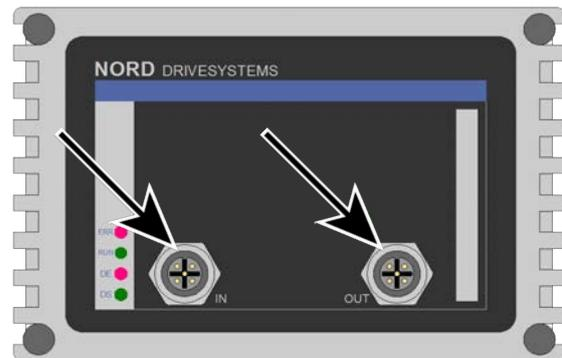 NORD DRIVESYSTEMS
ERR
RUN
DE
DS
IN
OUT